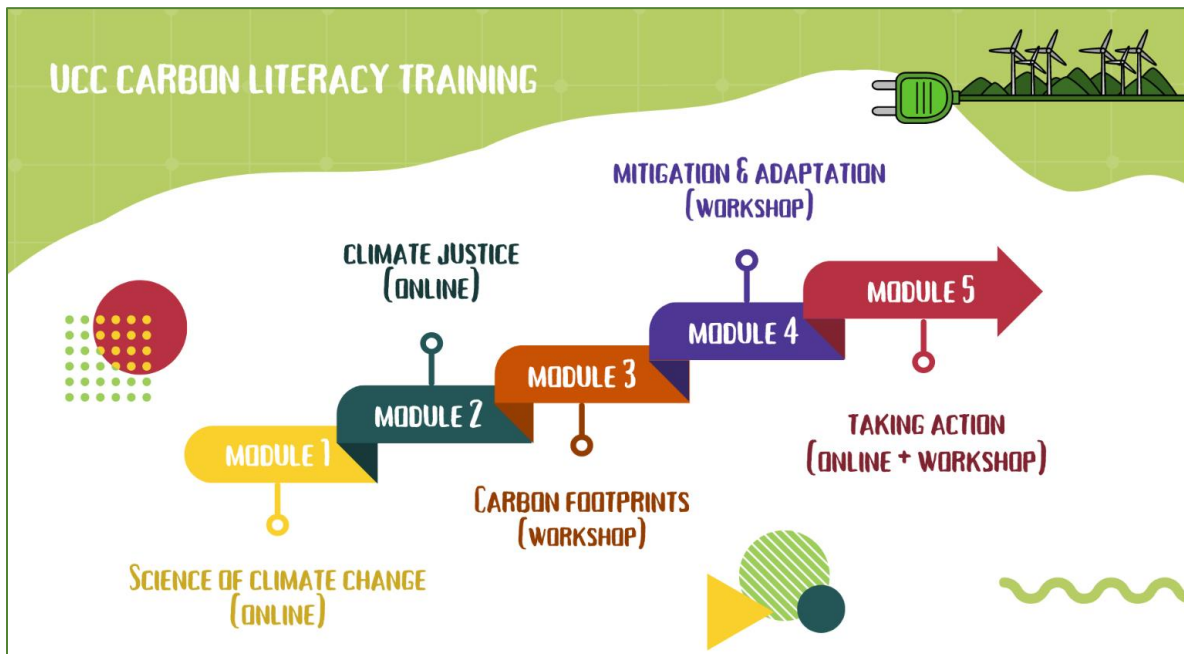 UCC CARBON LITERACY TRAINING
MODULE 1
SCIENCE OF CLIMATE CHANGE
(ONLINE)
MODULE 2
CLIMATE JUSTICE
(ONLINE)
MODULE 3
CARBON FOOTPRINTS
(WORKSHOP)
MODULE 4
MITIGATION & ADAPTATION
(WORKSHOP)
MODULE 5
TAKING ACTION
(ONLINE + WORKSHOP)